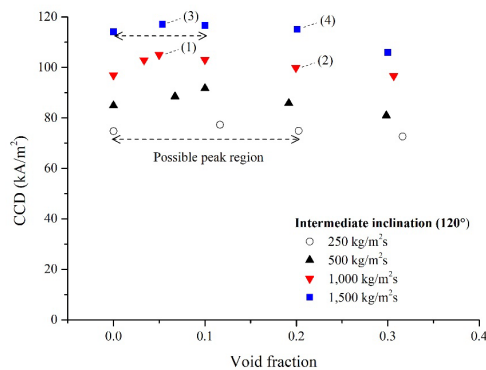 120
100
80
60
40
20
0
CCD (kA/m²)
(3)
(4)
(1)
(2)
Possible peak region
Intermediate inclination (120°)
250 kg/m²s
500 kg/m²s
1,000 kg/m²s
1,500 kg/m²s
0.0 0.1 0.2 0.3 0.4
Void fraction